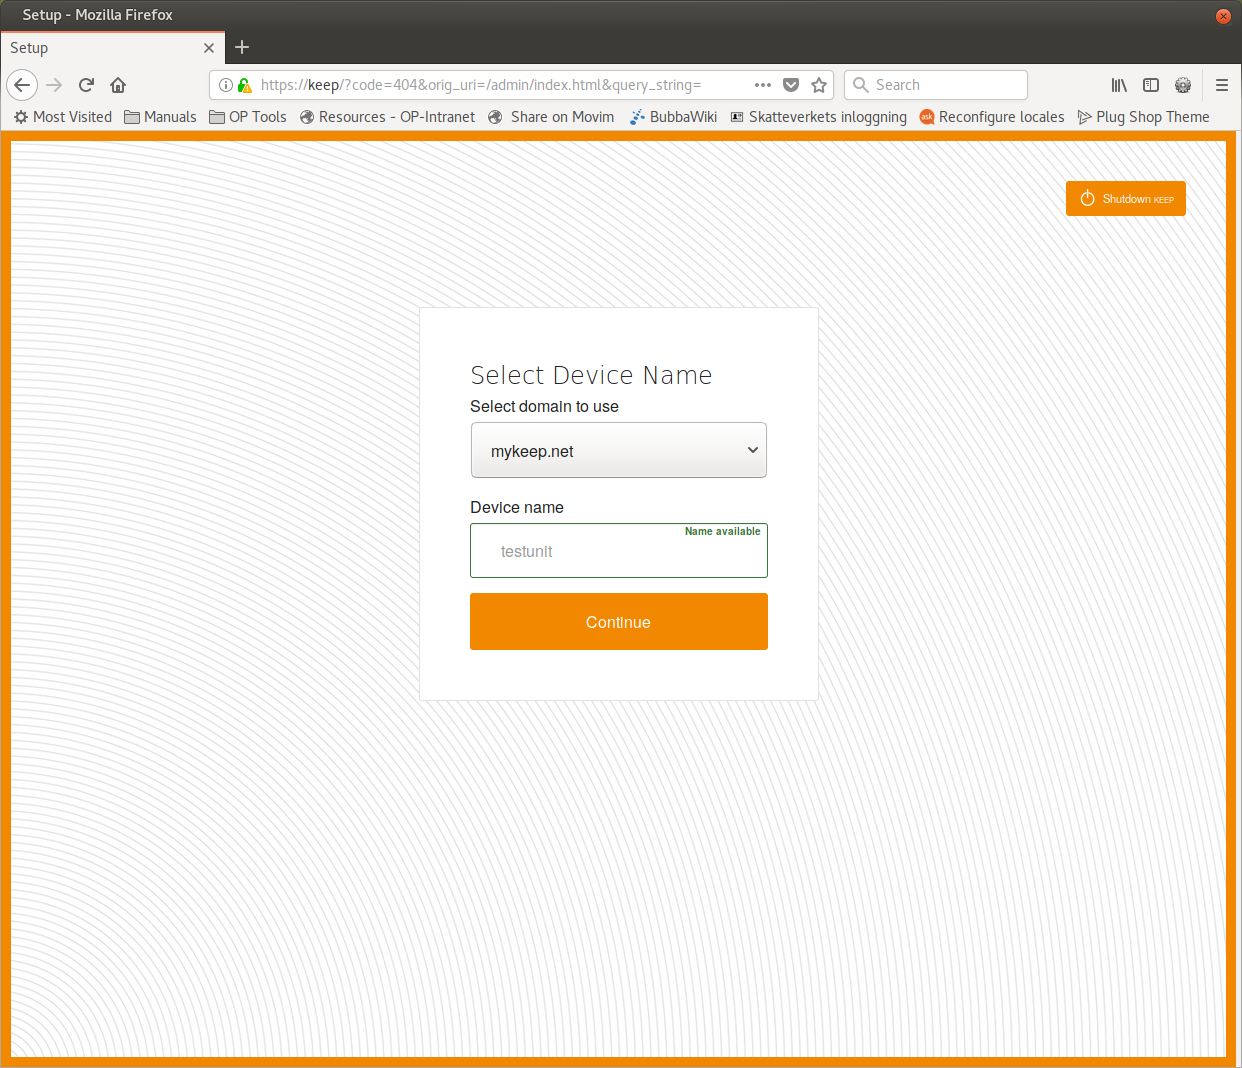 Setup - Mozilla Firefox
Setup
https://keep/?code=404&orig_uri=/admin/index.html&query_string=
Search
Most Visited Manuals OP Tools Resources - OP-Intranet Share on Movim BubbaWiki Skatteverkets inloggning ask Reconfigure locales Plug Shop Theme
Shutdown KEEP
Select Device Name
Select domain to use
mykeep.net
Device name
Name available
testunit
Continue